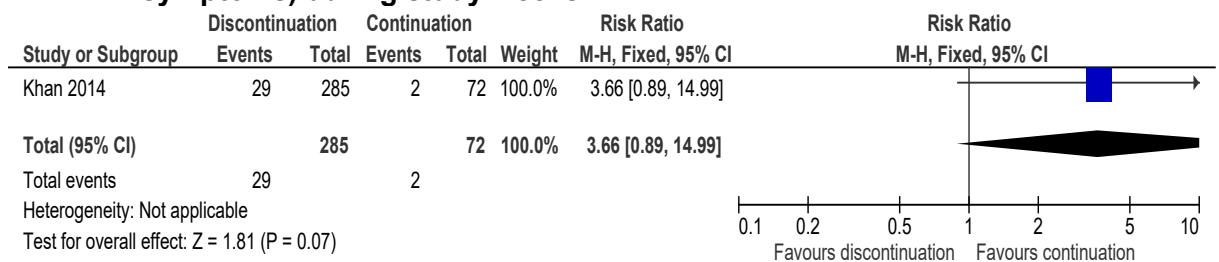 Discontinuation Continuation Risk Ratio Risk Ratio
Study or Subgroup Events Total Events Total Weight M-H, Fixed, 95% CI M-H, Fixed, 95% CI
Khan 2014 29 285 2 72 100.0% 3.66 [0.89, 14.99]
Total (95% CI) 285 72 100.0% 3.66 [0.89, 14.99]
Total events 29 2
Heterogeneity: Not applicable
Test for overall effect: Z = 1.81 (P = 0.07)
0.1 0.2 0.5 1 2 5 10
Favours discontinuation Favours continuation